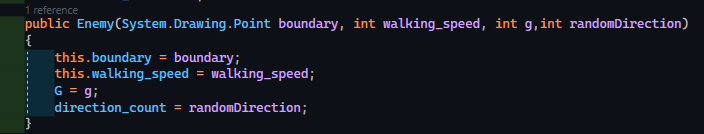 1 reference
public Enemy(System.Drawing.Point boundary, int walking_speed, int g,int randomDirection)
{
this.boundary = boundary;
this.walking_speed = walking_speed;
G = g;
direction_count = randomDirection;
}